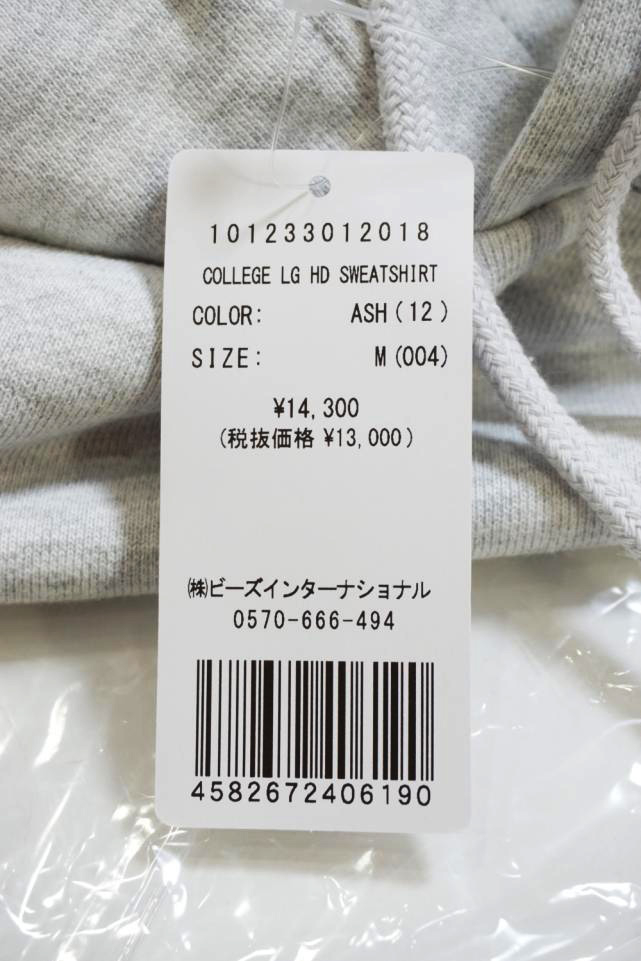 101233012018
COLLEGE LG HD SWEATSHIRT
COLOR: ASH(12)
SIZE: M(004)
¥14,300
(税抜価格 ¥13,000)
㈱ビーズインターナショナル
0570-666-494
4582672406190